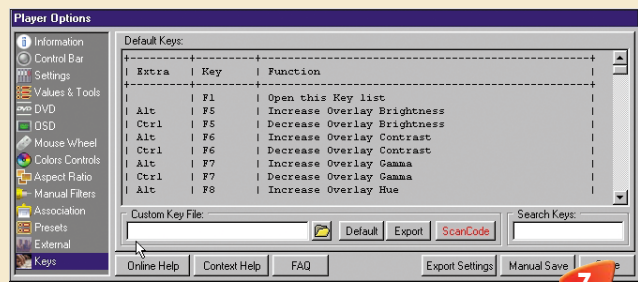 Player Options
Information
Control Bar
Settings
Values & Tools
DVD
OSD
Mouse Wheel
Colors Controls
Aspect Ratio
Manual Filters
Association
Presets
External
Keys
Default Keys:
| Extra | Key | Function |
| | F1 | Open this Key list |
| Alt | F5 | Increase Overlay Brightness |
| Ctrl | F5 | Decrease Overlay Brightness |
| Alt | F6 | Increase Overlay Contrast |
| Ctrl | F6 | Decrease Overlay Contrast |
| Alt | F7 | Increase Overlay Gamma |
| Ctrl | F7 | Decrease Overlay Gamma |
| Alt | F8 | Increase Overlay Hue |
Custom Key File:
Default Export ScanCode
Search Keys:
Online Help Context Help FAQ Export Settings Manual Save
7